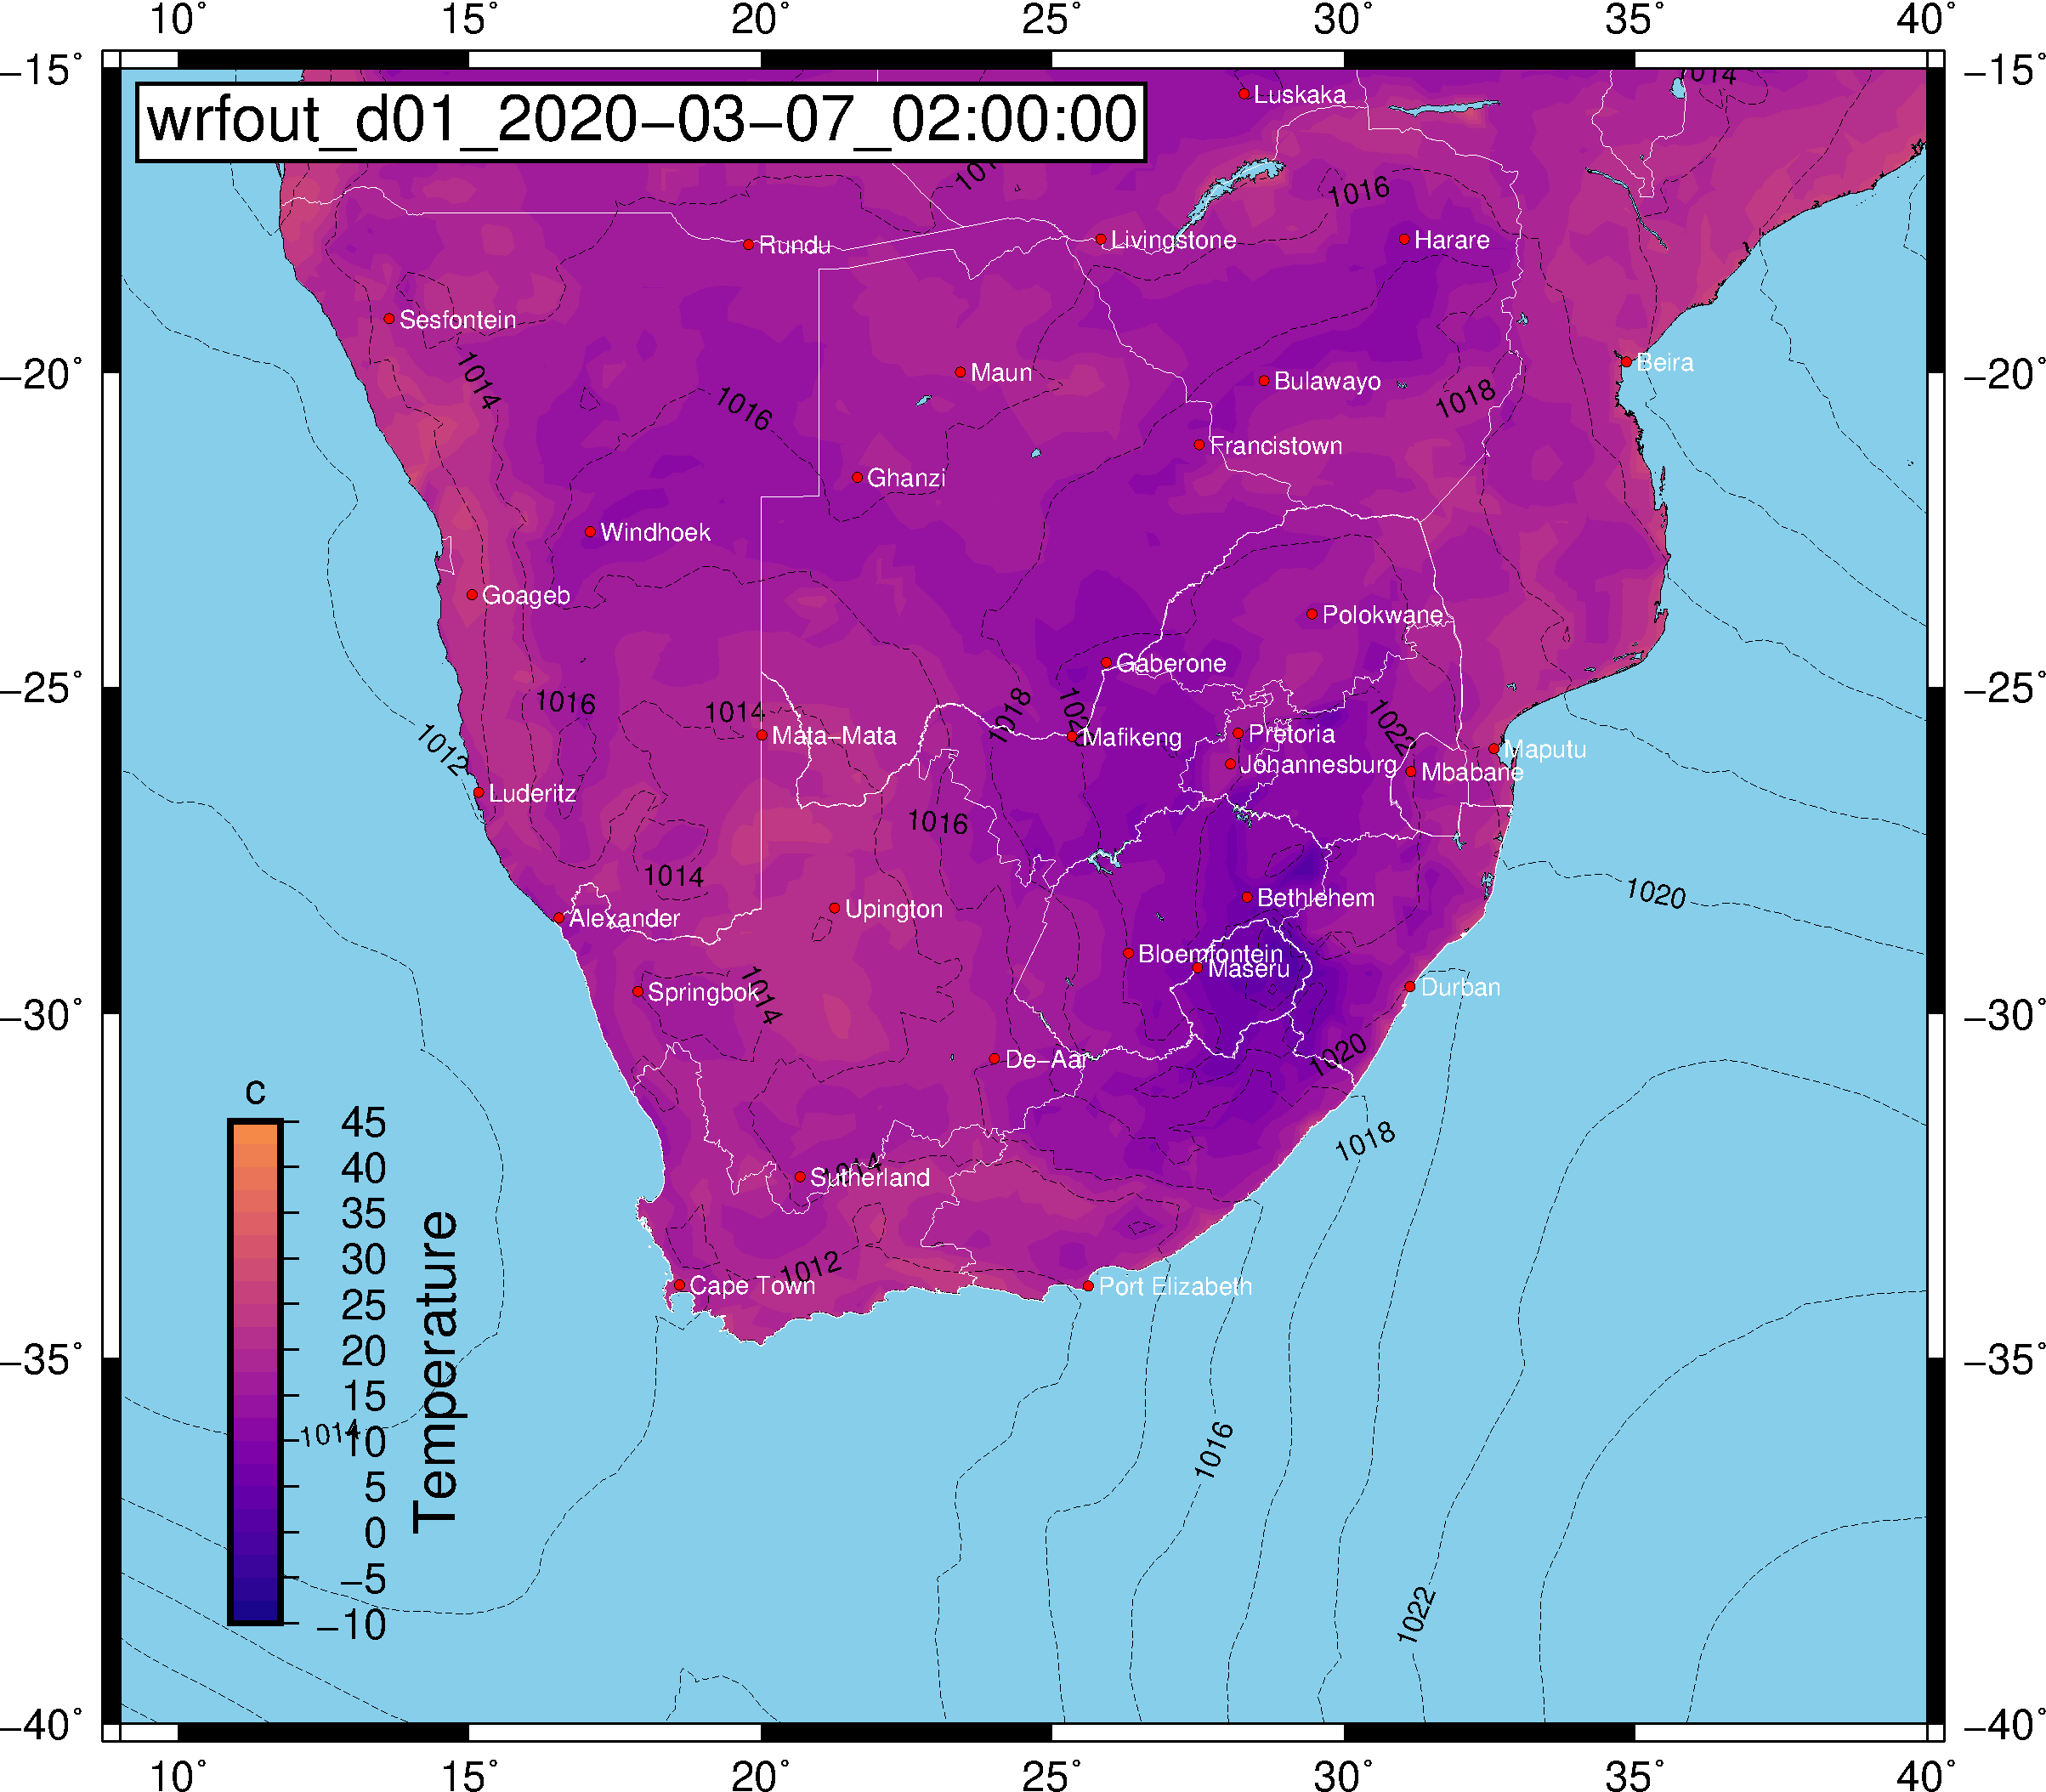 10° 15° 20° 25° 30° 35° 40°
−15° −15°
wrfout_d01_2020−03−07_02:00:00
1014
Luskaka
1016
Rundu
Livingstone
Harare
Sesfontein
1014
Maun
Beira
−20° −20°
Bulawayo
1016
1018
Francistown
Ghanzi
Windhoek
Goageb
Polokwane
Gaberone
−25° −25°
1016
1014
1018
1022
1012
Mata−Mata
Mafikeng
Pretoria
Maputu
Johannesburg
Mbabane
Luderitz
1016
1014
Bethlehem
1020
Alexander
Upington
Bloemfontein
Maseru
Springbok
1014
Durban
−30° −30°
De−Aar
1020
c
45
40
35
30
25
20
15
10
5
0
−5
−10
Temperature
1018
1014
Sutherland
1012
Cape Town
Port Elizabeth
−35° −35°
1014
1016
1022
−40° −40°
10° 15° 20° 25° 30° 35° 40°